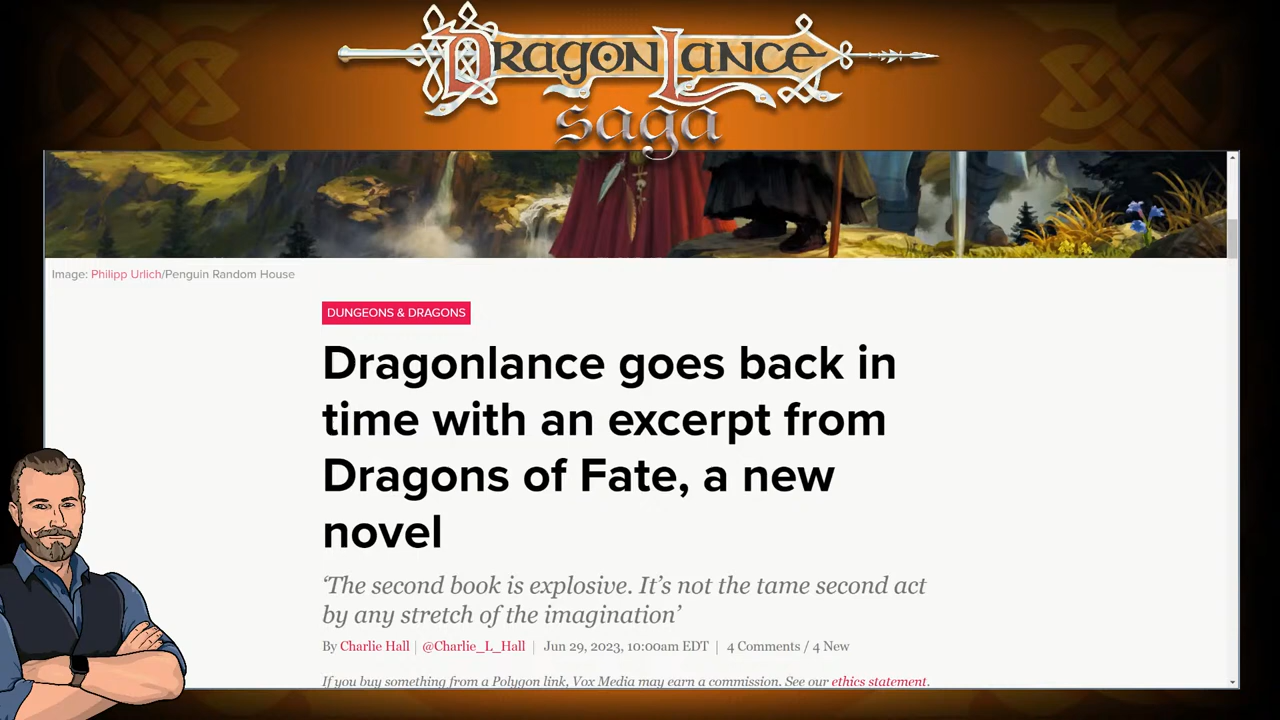 DRAGONLANCE
saga
Image: Philipp Urlich/Penguin Random House
DUNGEONS & DRAGONS
Dragonlance goes back in
time with an excerpt from
Dragons of Fate, a new
novel
‘The second book is explosive. It’s not the tame second act
by any stretch of the imagination’
By Charlie Hall | @Charlie_L_Hall | Jun 29, 2023, 10:00am EDT | 4 Comments / 4 New
If you buy something from a Polygon link, Vox Media may earn a commission. See our ethics statement.